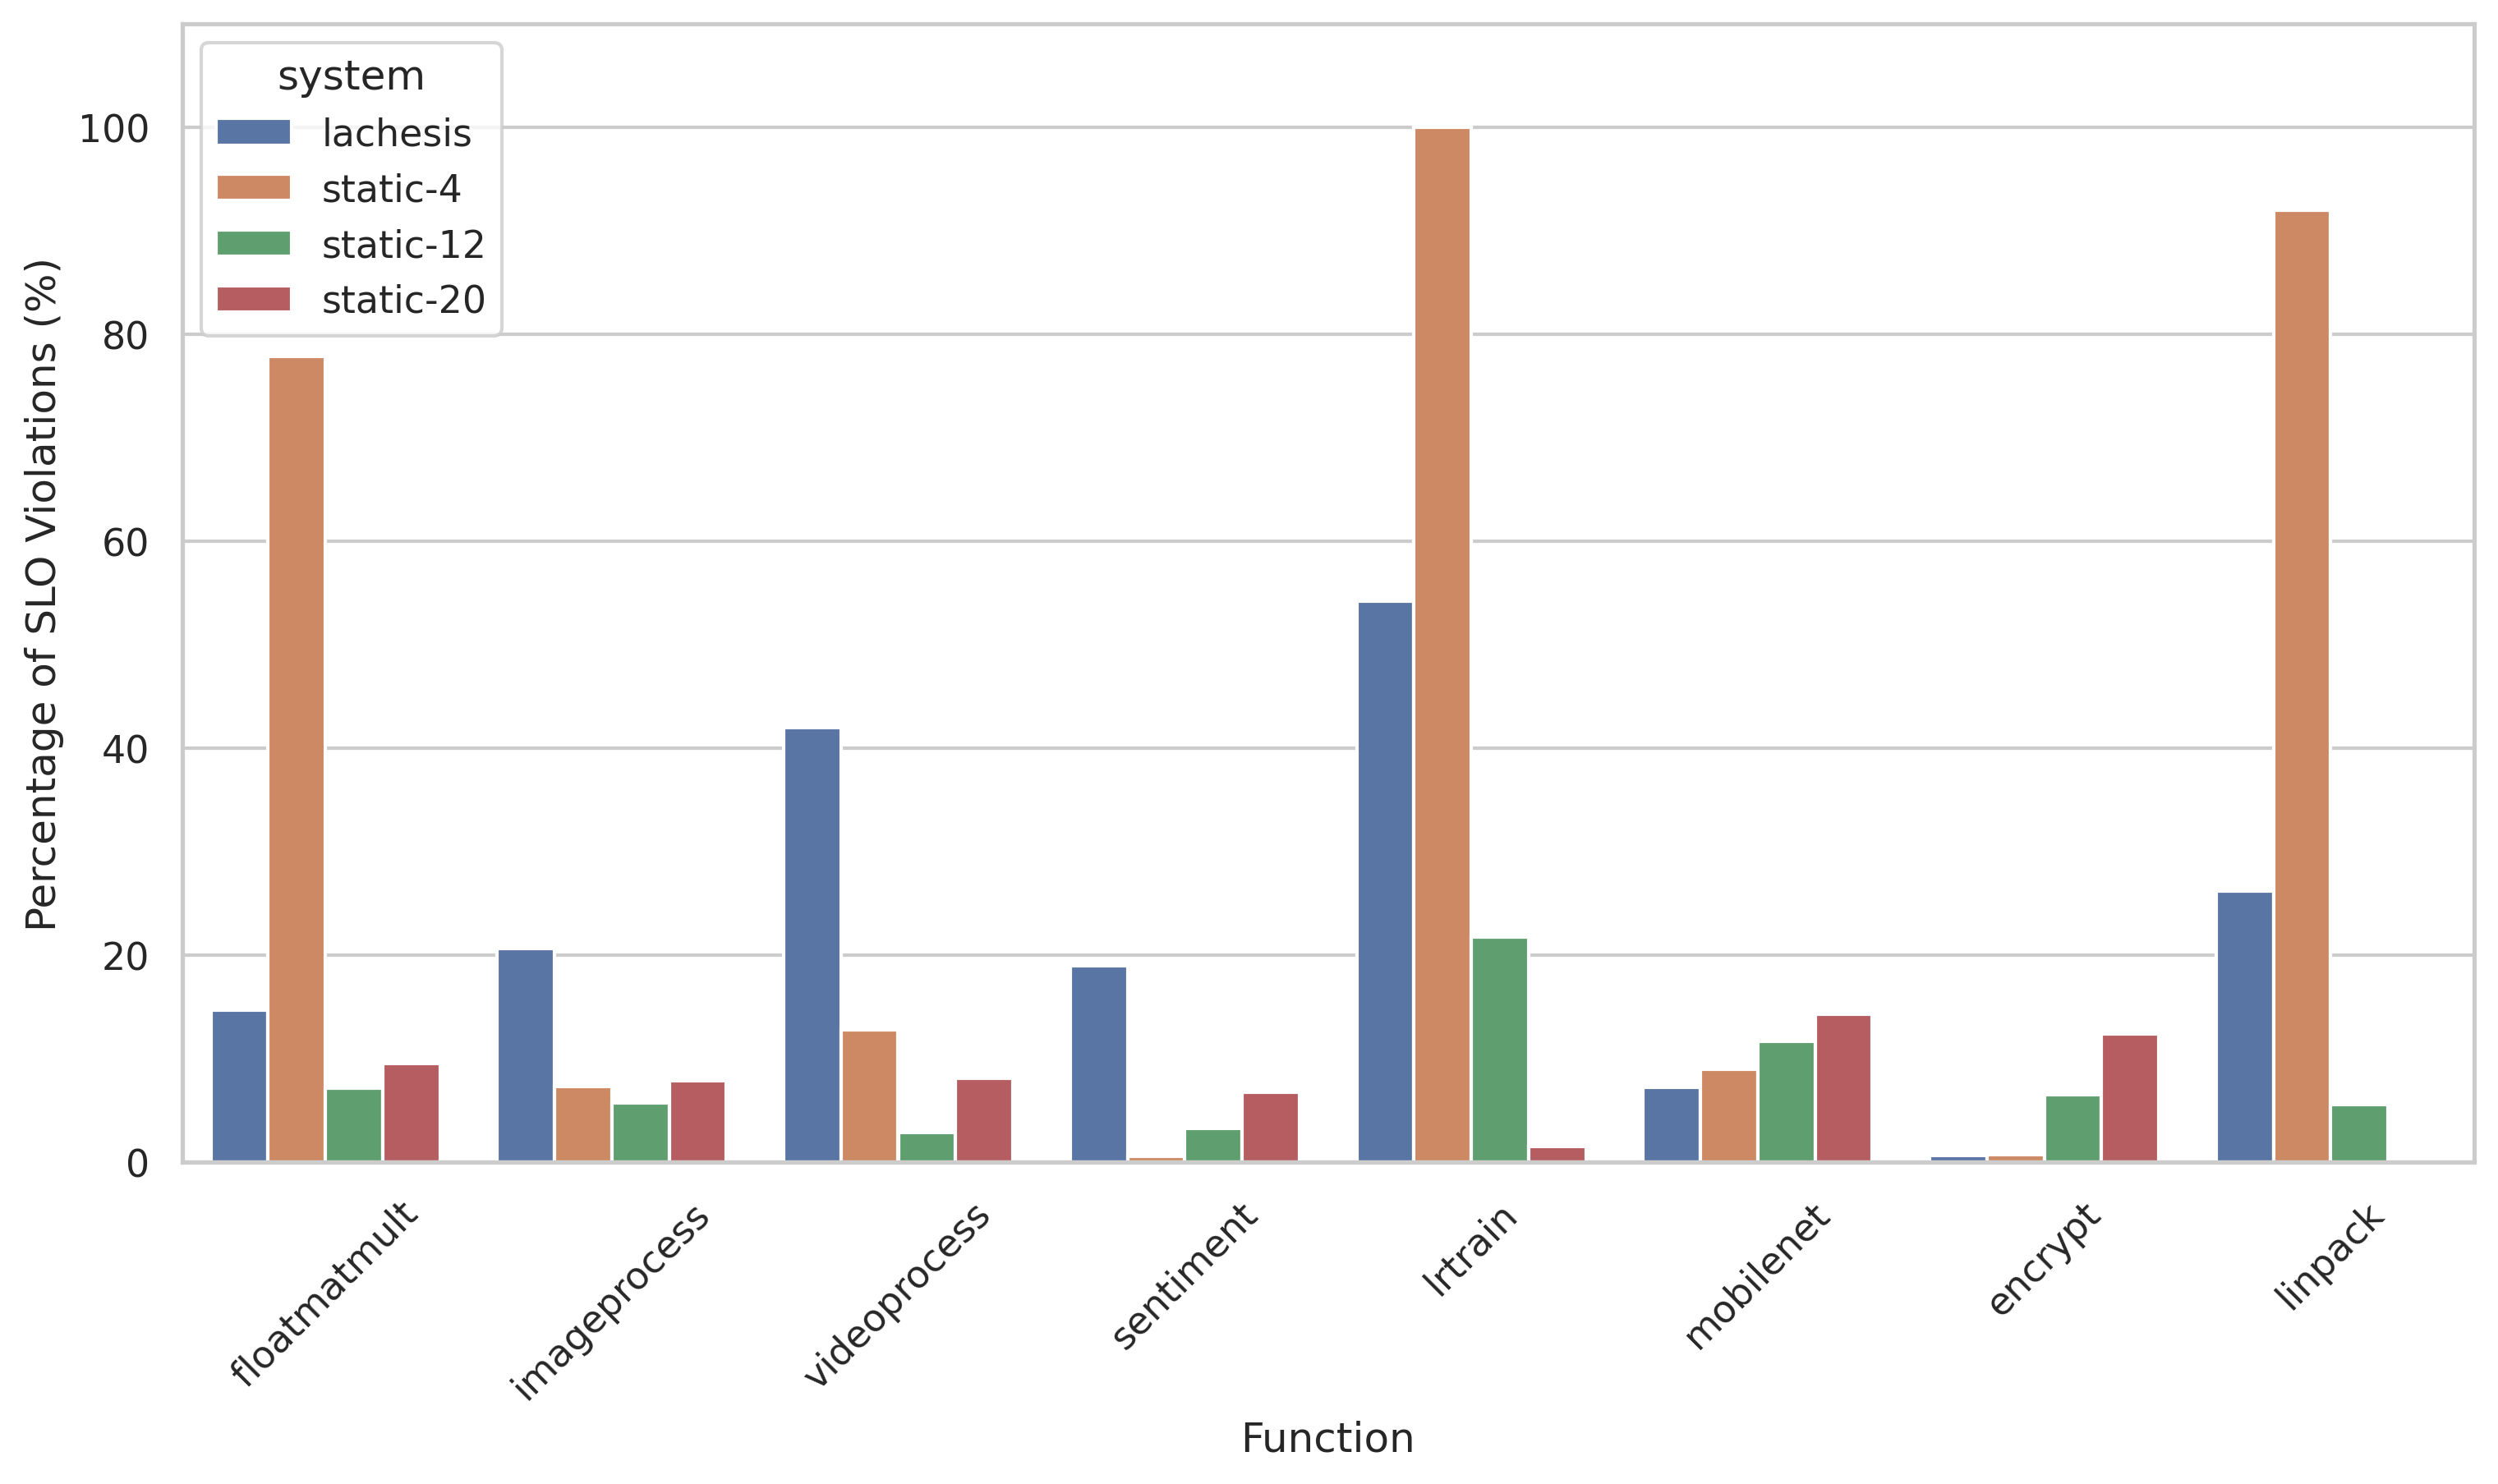 system
lachesis
static-4
static-12
static-20
Percentage of SLO Violations (%)
100
80
60
40
20
0
floatmatmult
imageprocess
videoprocess
sentiment
lrtrain
mobilenet
encrypt
linpack
Function